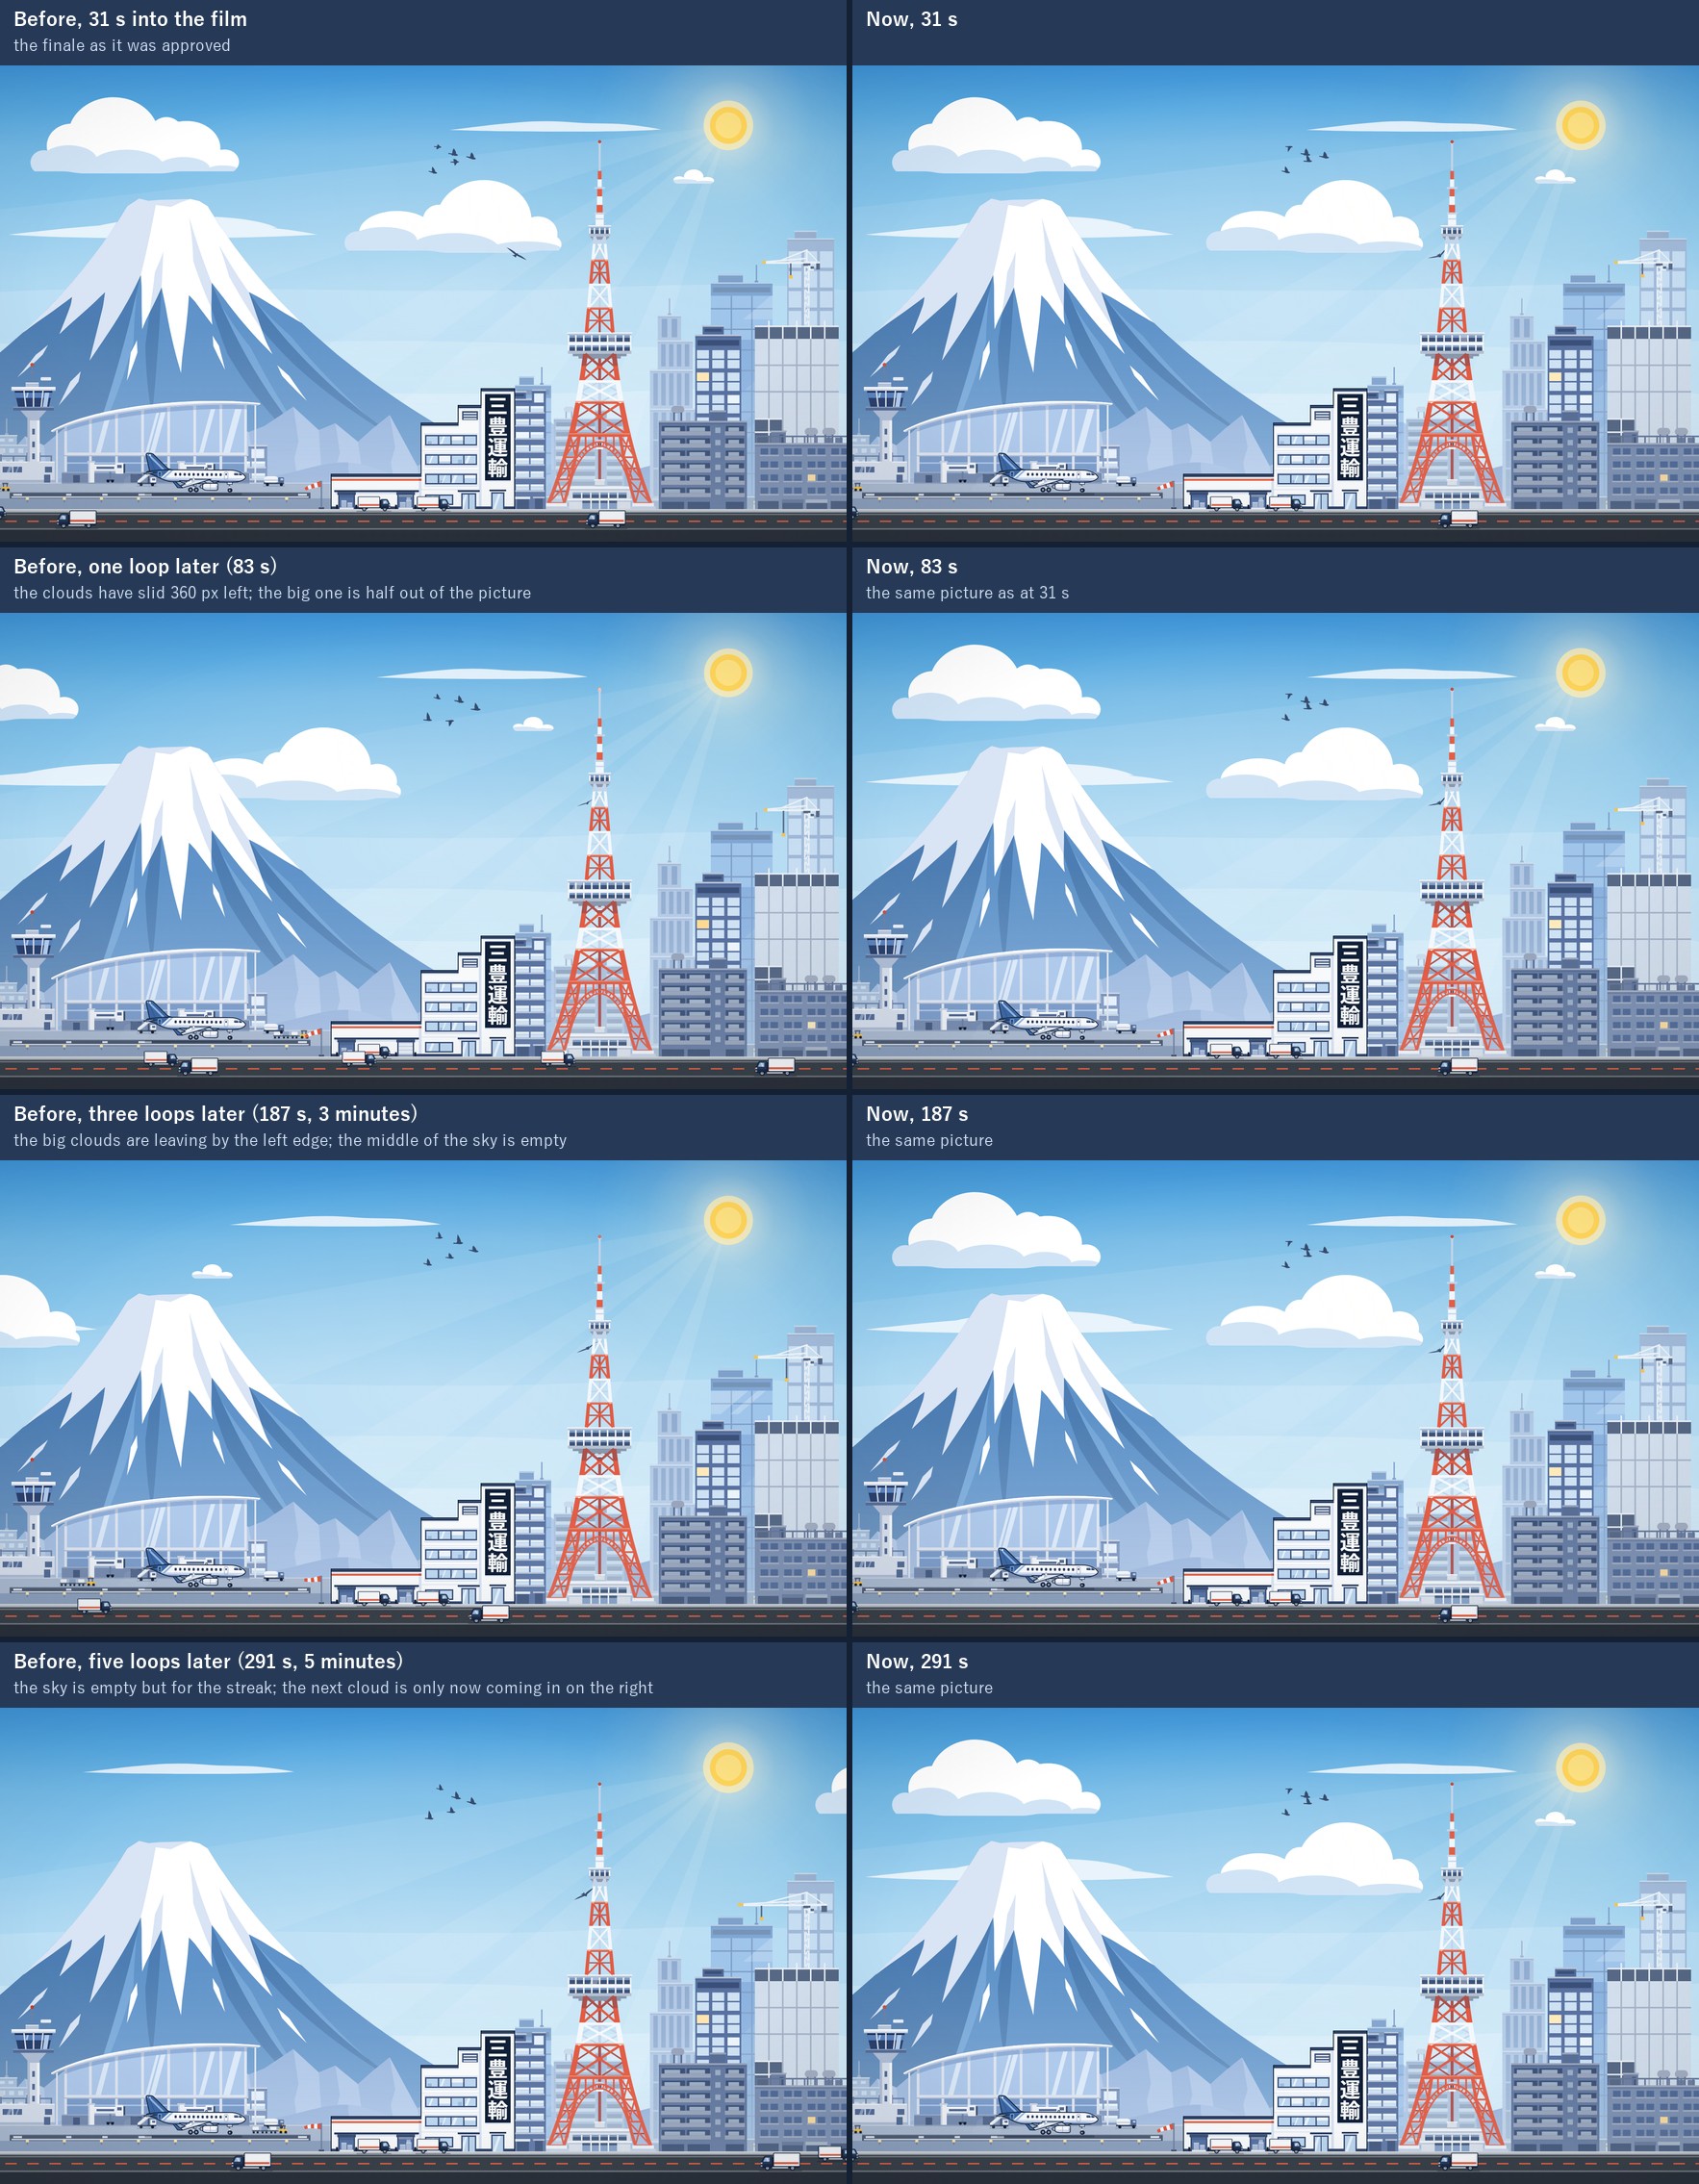 Before, 31 s into the film
the finale as it was approved
Now, 31 s
三豊運輸
三豊運輸
Before, one loop later (83 s)
the clouds have slid 360 px left; the big one is half out of the picture
Now, 83 s
the same picture as at 31 s
三豊運輸
三豊運輸
Before, three loops later (187 s, 3 minutes)
the big clouds are leaving by the left edge; the middle of the sky is empty
Now, 187 s
the same picture
三豊運輸
三豊運輸
Before, five loops later (291 s, 5 minutes)
the sky is empty but for the streak; the next cloud is only now coming in on the right
Now, 291 s
the same picture
三豊運輸
三豊運輸